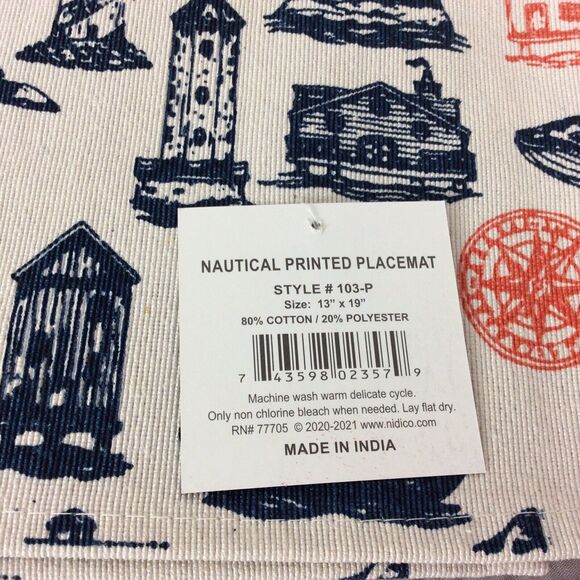 NAUTICAL PRINTED PLACEMAT
STYLE # 103-P
Size: 13" x 19"
80% COTTON / 20% POLYESTER
7 43598 02357 9
Machine wash warm delicate cycle.
Only non chlorine bleach when needed. Lay flat dry.
RN# 77705 © 2020-2021 www.nidico.com
MADE IN INDIA